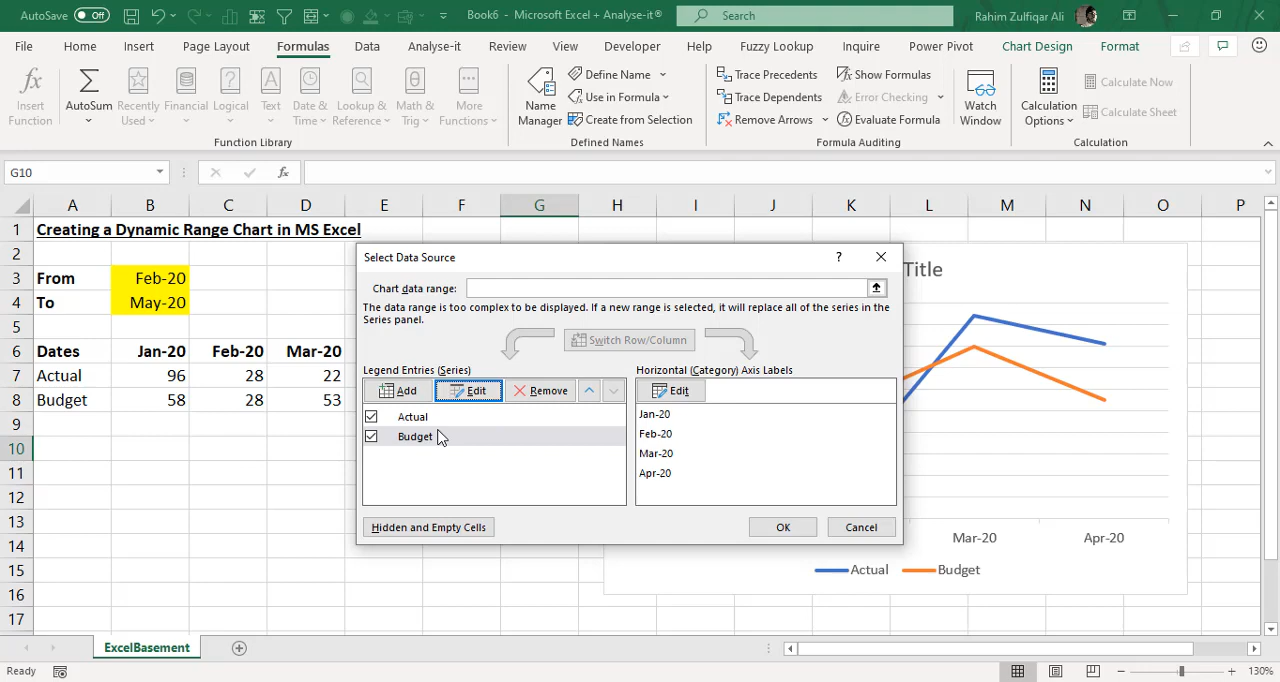 AutoSave Off Book6 - Microsoft Excel + Analyse-it® Search Rahim Zulfiqar Ali
File Home Insert Page Layout Formulas Data Analyse-it Review View Developer Help Fuzzy Lookup Inquire Power Pivot Chart Design Format
Insert Function
AutoSum
Recently Used
Financial
Logical
Text
Date & Time
Lookup & Reference
Math & Trig
More Functions
Function Library
Name Manager
Define Name
Use in Formula
Create from Selection
Defined Names
Trace Precedents
Trace Dependents
Remove Arrows
Show Formulas
Error Checking
Evaluate Formula
Formula Auditing
Watch Window
Calculation Options
Calculate Now
Calculate Sheet
Calculation
G10 fx
A B C D E F G H I J K L M N O P
1 Creating a Dynamic Range Chart in MS Excel
2
3 From Feb-20
4 To May-20
5
6 Dates Jan-20 Feb-20 Mar-20
7 Actual 96 28 22
8 Budget 58 28 53
9
10
11
12
13
14
15
16
17
Select Data Source ?
Chart data range:
The data range is too complex to be displayed. If a new range is selected, it will replace all of the series in the
Series panel.
Switch Row/Column
Legend Entries (Series)
Add Edit Remove
Actual
Budget
Horizontal (Category) Axis Labels
Edit
Jan-20
Feb-20
Mar-20
Apr-20
Hidden and Empty Cells OK Cancel
Title
Mar-20 Apr-20
Actual Budget
ExcelBasement
Ready 130%